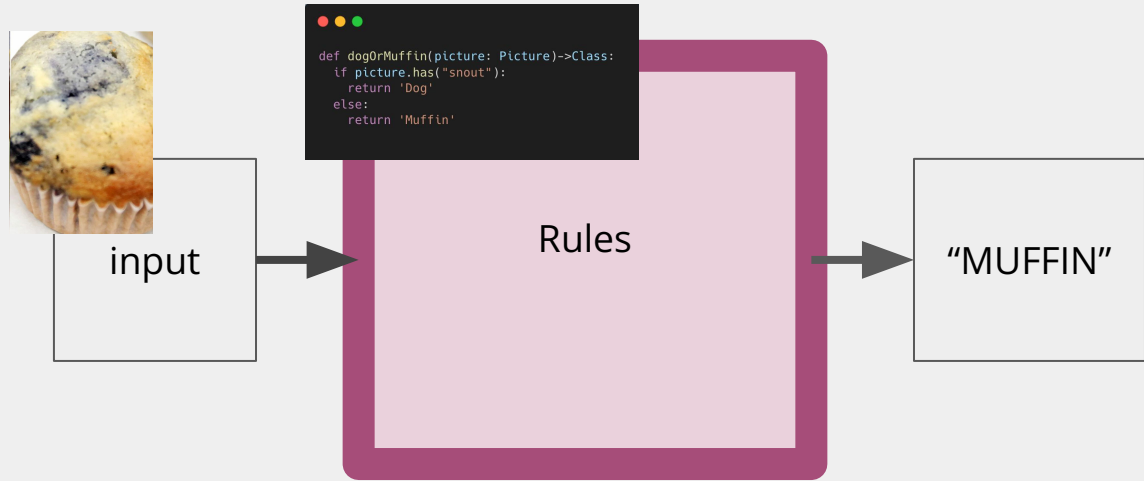 def dogOrMuffin(picture: Picture)->Class:
  if picture.has("snout"):
    return 'Dog'
  else:
    return 'Muffin'
input
Rules
“MUFFIN”